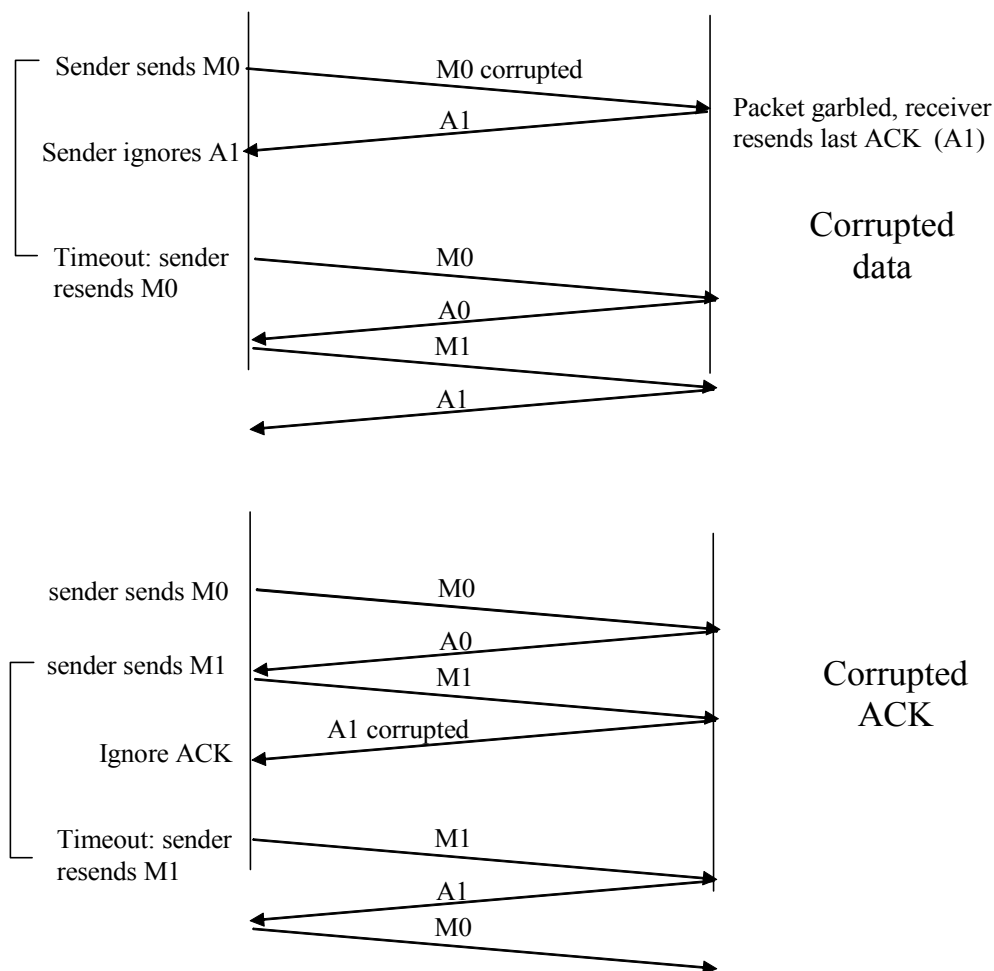 Sender sends M0
M0 corrupted
Packet garbled, receiver
resends last ACK (A1)
A1
Sender ignores A1
Corrupted
data
Timeout: sender
resends M0
M0
A0
M1
A1
sender sends M0
M0
A0
sender sends M1
M1
Corrupted
ACK
A1 corrupted
Ignore ACK
Timeout: sender
resends M1
M1
A1
M0